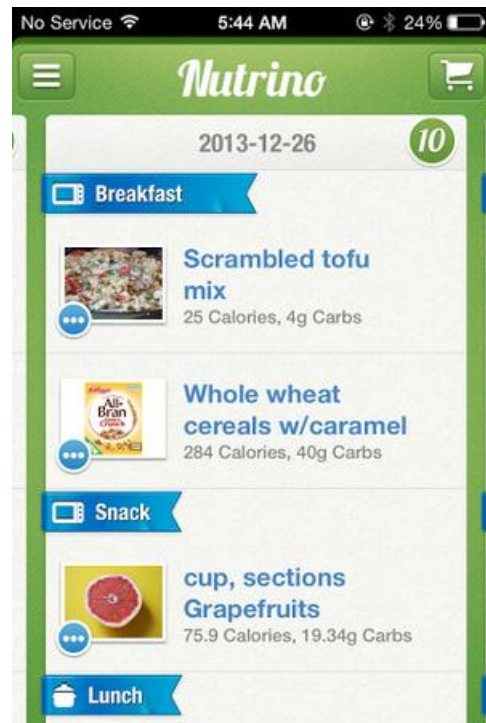 No Service 5:44 AM 24%
Nutrino
2013-12-26 10
Breakfast
Scrambled tofu
mix
25 Calories, 4g Carbs
All-
Bran
Whole wheat
cereals w/caramel
284 Calories, 40g Carbs
Snack
cup, sections
Grapefruits
75.9 Calories, 19.34g Carbs
Lunch